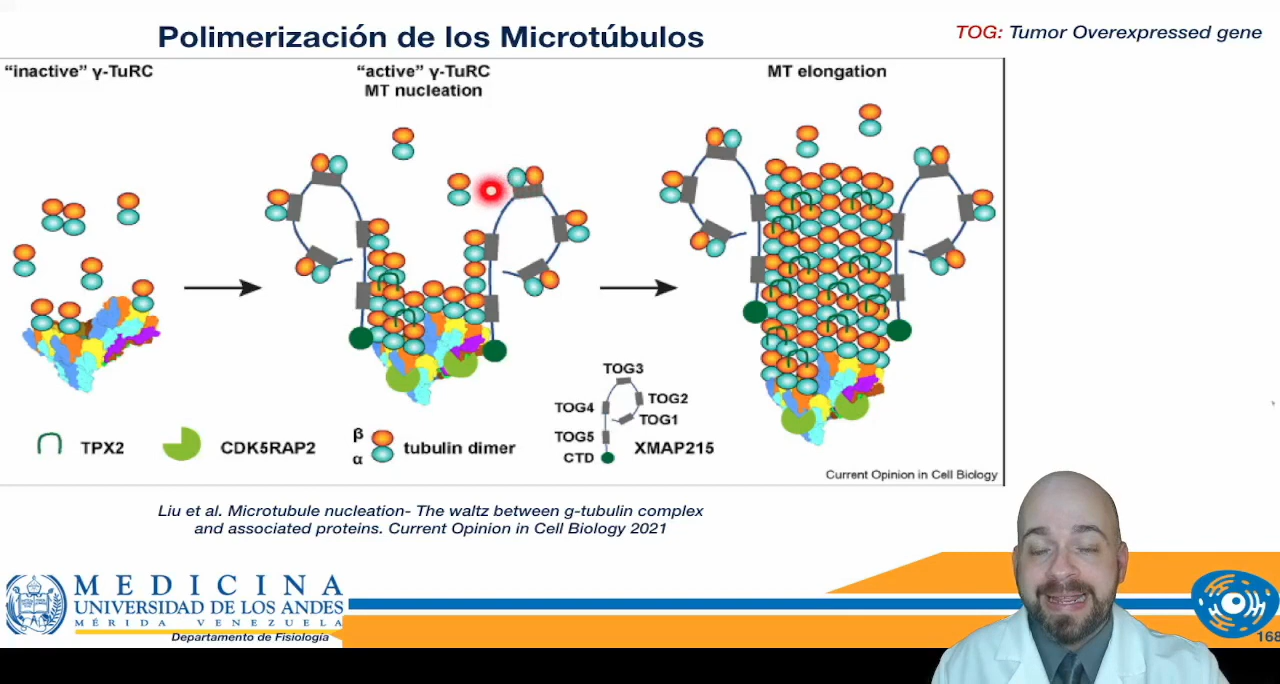 Polimerización de los Microtúbulos
TOG: Tumor Overexpressed gene
“inactive” γ-TuRC
“active” γ-TuRC
MT nucleation
MT elongation
TPX2
CDK5RAP2
β
α
tubulin dimer
TOG3
TOG2
TOG4
TOG1
TOG5
CTD
XMAP215
Current Opinion in Cell Biology
Liu et al. Microtubule nucleation- The waltz between g-tubulin complex
and associated proteins. Current Opinion in Cell Biology 2021
MEDICINA
UNIVERSIDAD DE LOS ANDES
MÉRIDA VENEZUELA
Departamento de Fisiología
168